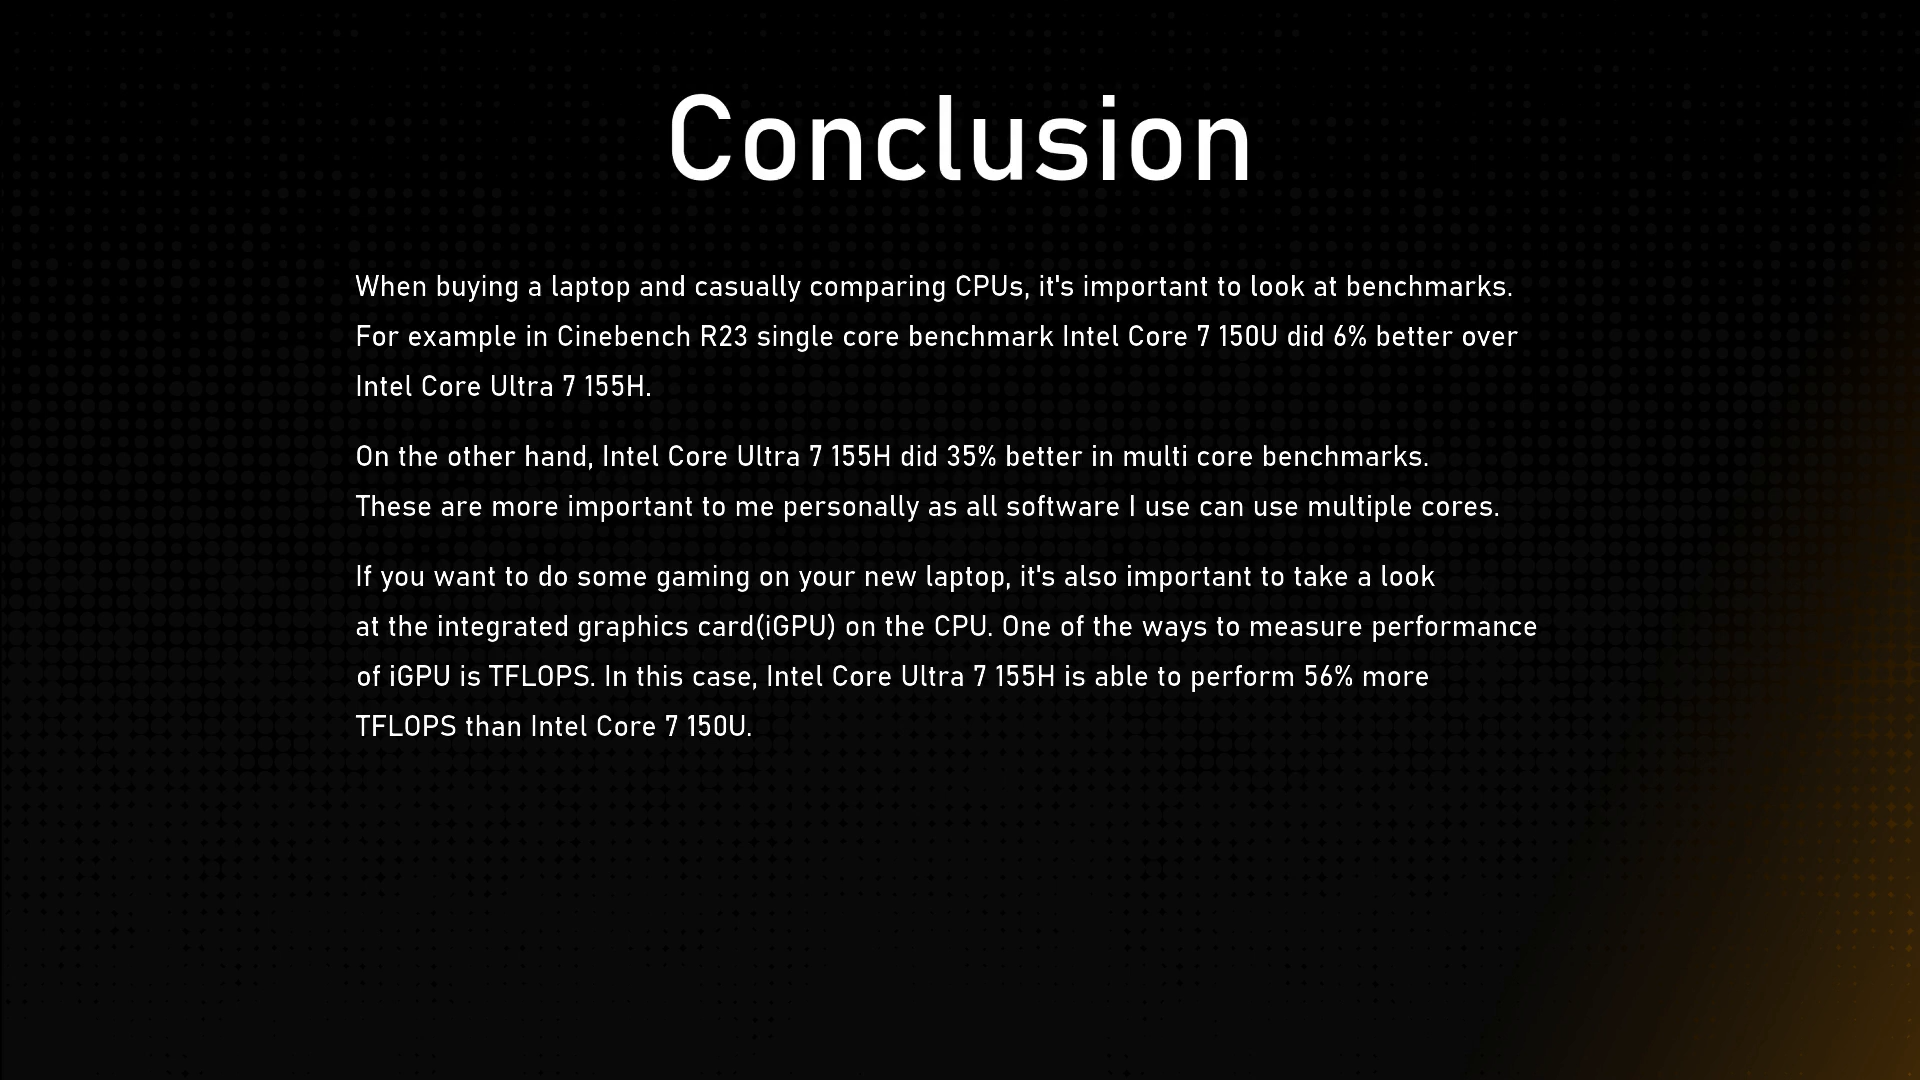 Conclusion
When buying a laptop and casually comparing CPUs, it's important to look at benchmarks.
For example in Cinebench R23 single core benchmark Intel Core 7 150U did 6% better over
Intel Core Ultra 7 155H.
On the other hand, Intel Core Ultra 7 155H did 35% better in multi core benchmarks.
These are more important to me personally as all software I use can use multiple cores.
If you want to do some gaming on your new laptop, it's also important to take a look
at the integrated graphics card(iGPU) on the CPU. One of the ways to measure performance
of iGPU is TFLOPS. In this case, Intel Core Ultra 7 155H is able to perform 56% more
TFLOPS than Intel Core 7 150U.